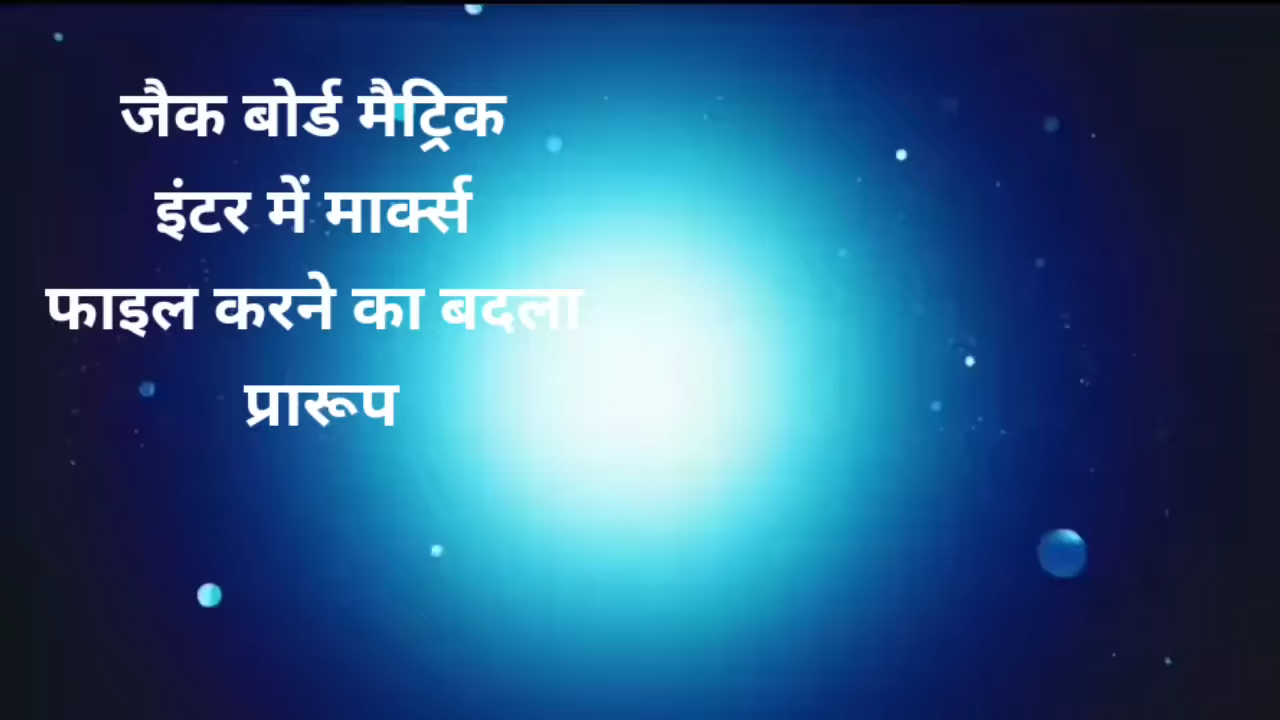 जैक बोर्ड मैट्रिक
इंटर में मार्क्स
फाइल करने का बदला
प्रारूप